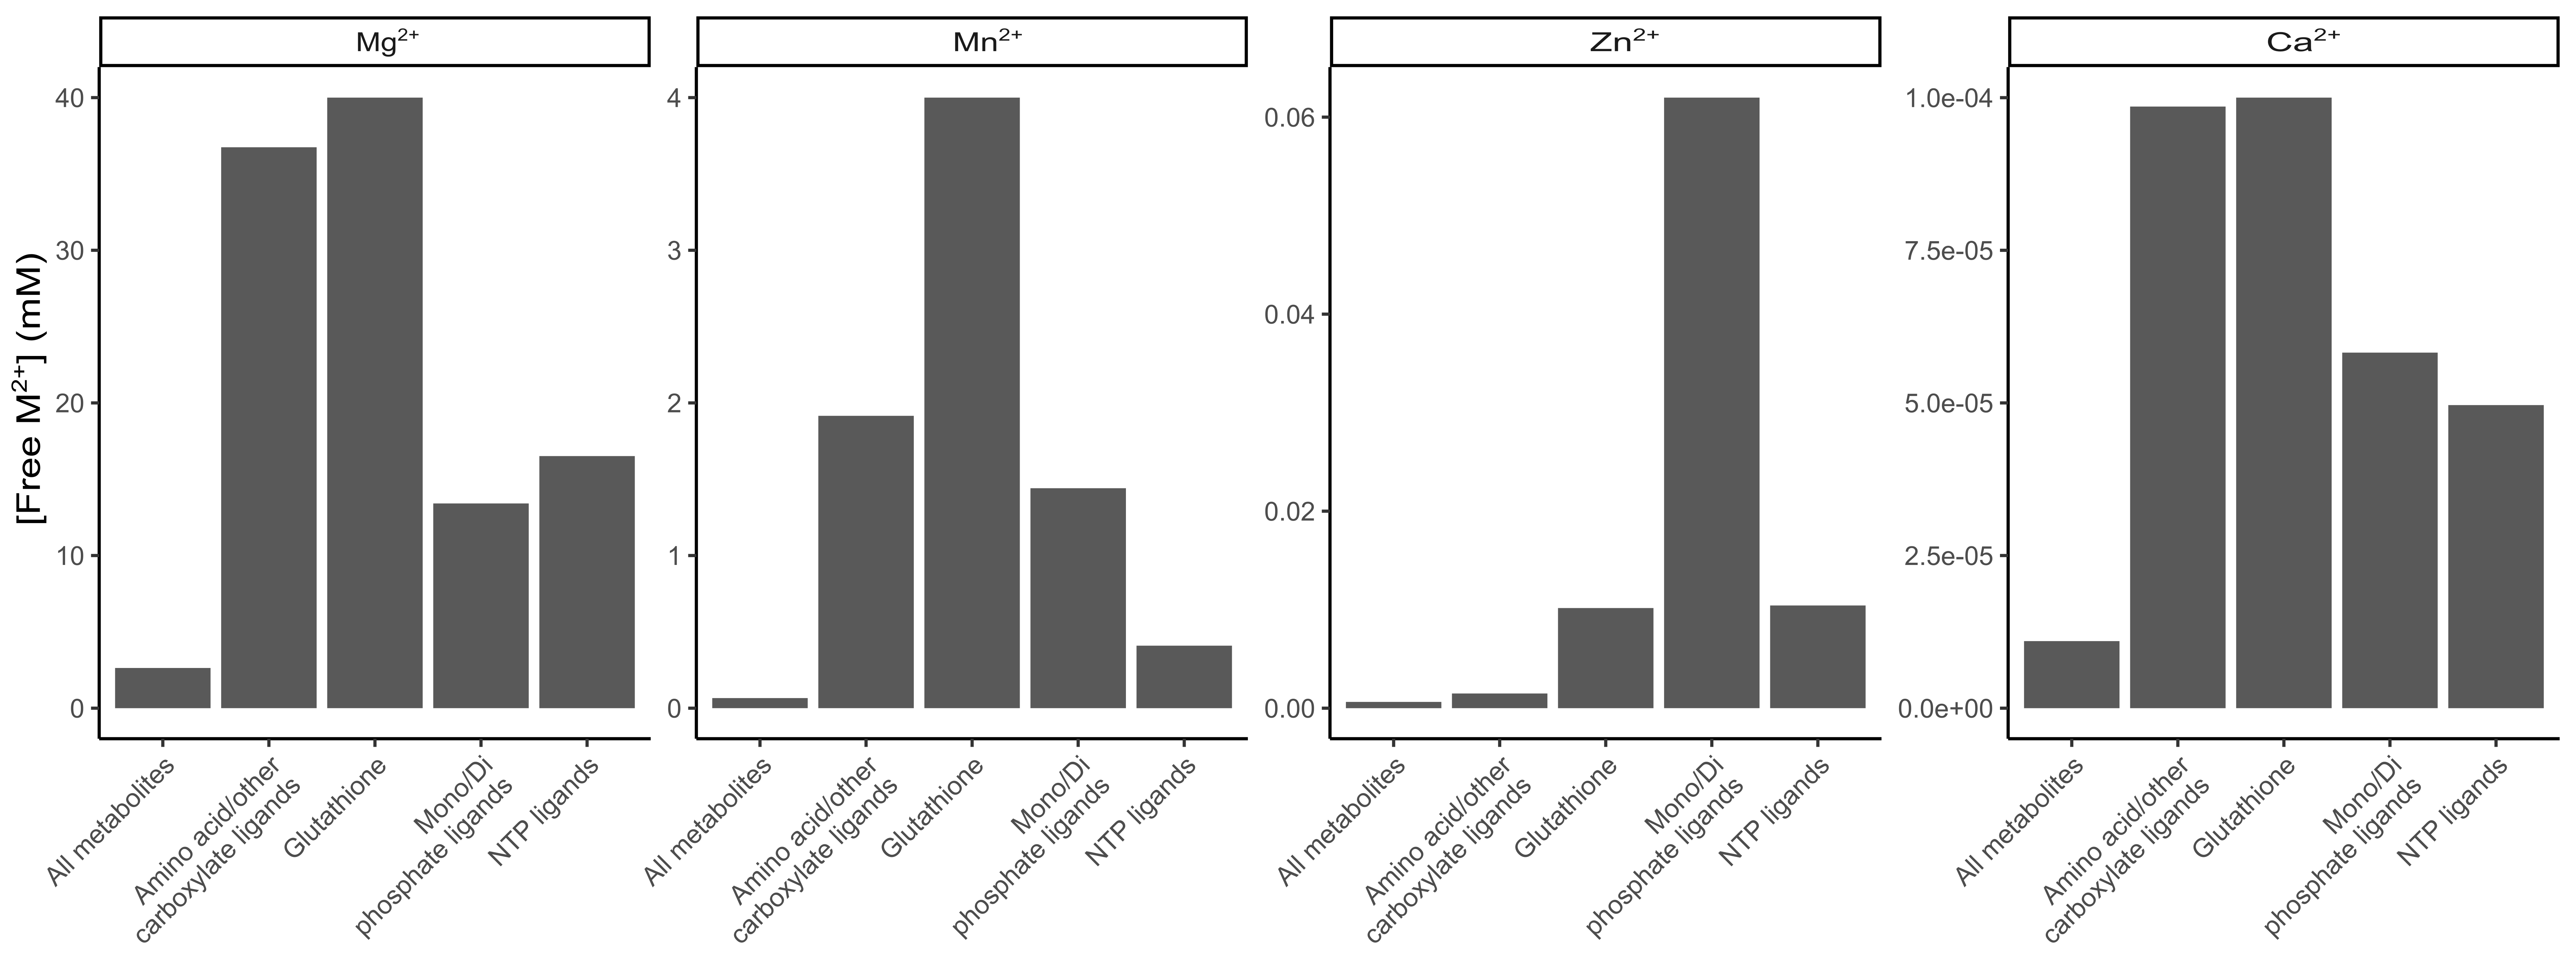 Mg²⁺
Mn²⁺
Zn²⁺
Ca²⁺
[Free M²⁺] (mM)
40
30
20
10
0
4
3
2
1
0
0.06
0.04
0.02
0.00
1.0e-04
7.5e-05
5.0e-05
2.5e-05
0.0e+00
All metabolites
Amino acid/other
carboxylate ligands
Glutathione
Mono/Di
phosphate ligands
NTP ligands
All metabolites
Amino acid/other
carboxylate ligands
Glutathione
Mono/Di
phosphate ligands
NTP ligands
All metabolites
Amino acid/other
carboxylate ligands
Glutathione
Mono/Di
phosphate ligands
NTP ligands
All metabolites
Amino acid/other
carboxylate ligands
Glutathione
Mono/Di
phosphate ligands
NTP ligands